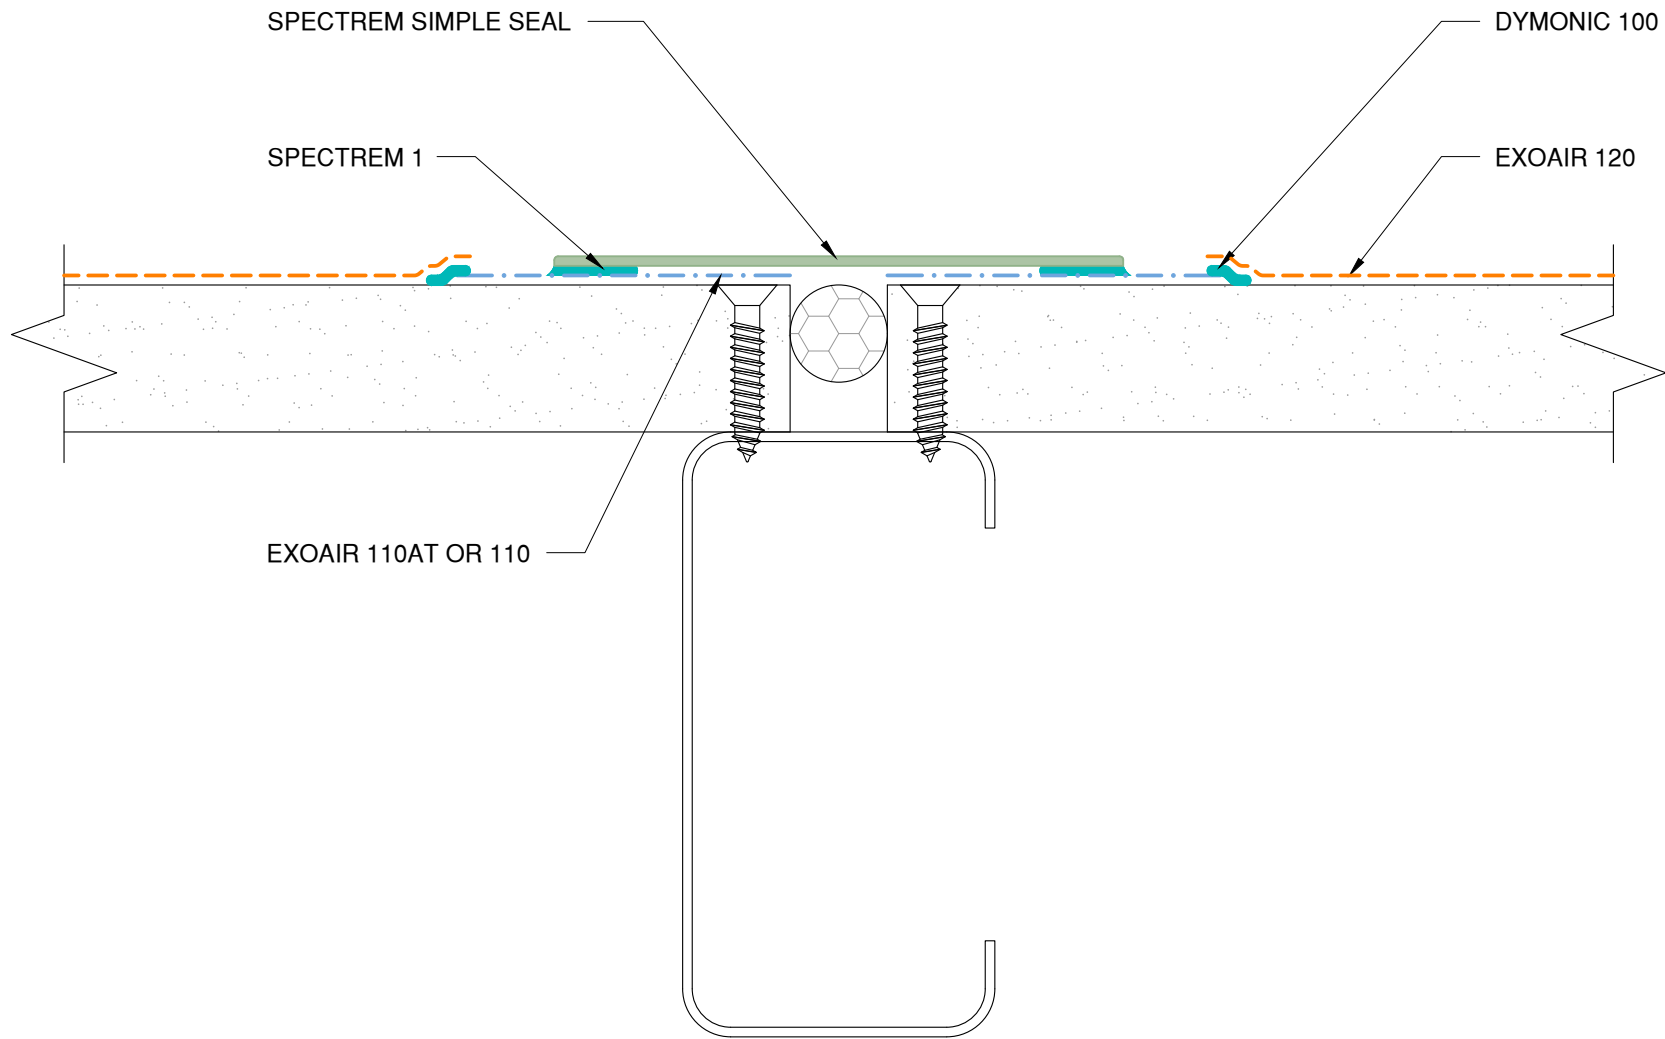 SPECTREM SIMPLE SEAL
DYMONIC 100
SPECTREM 1
EXOAIR 120
EXOAIR 110AT OR 110